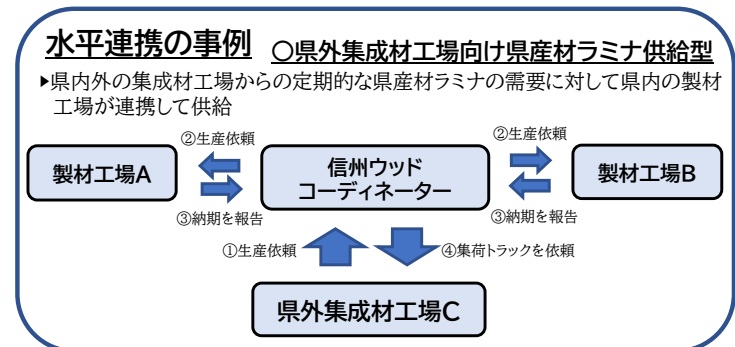 水平連携の事例 〇県外集成材工場向け県産材ラミナ供給型
▶県内外の集成材工場からの定期的な県産材ラミナの需要に対して県内の製材
工場が連携して供給
②生産依頼
②生産依頼
製材工場A
信州ウッド
コーディネーター
製材工場B
③納期を報告
③納期を報告
①生産依頼
④集荷トラックを依頼
県外集成材工場C